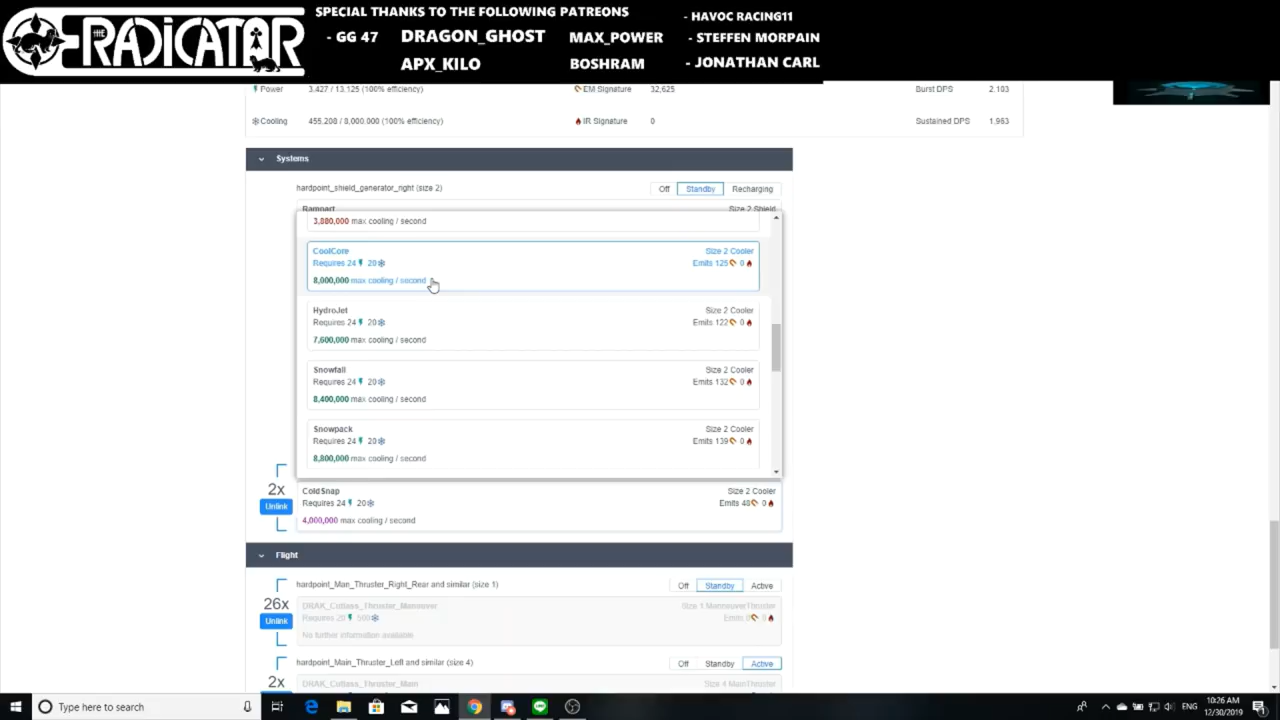 THE
RADICATOR
SPECIAL THANKS TO THE FOLLOWING PATREONS
- GG 47
DRAGON_GHOST
MAX_POWER
APX_KILO
BOSHRAM
- HAVOC RACING11
- STEFFEN MORPAIN
- JONATHAN CARL
Power 3,427 / 13,125 (100% efficiency) EM Signature 32,625 Burst DPS 2,103
Cooling 455,208 / 8,000,000 (100% efficiency) IR Signature 0 Sustained DPS 1,963
Systems
hardpoint_shield_generator_right (size 2) Off Standby Recharging
Rampart Size 2 Shield
3,880,000 max cooling / second
CoolCore Size 2 Cooler
Requires 24 20 Emits 125 0
8,000,000 max cooling / second
HydroJet Size 2 Cooler
Requires 24 20 Emits 122 0
7,600,000 max cooling / second
Snowfall Size 2 Cooler
Requires 24 20 Emits 132 0
8,400,000 max cooling / second
Snowpack Size 2 Cooler
Requires 24 20 Emits 139 0
8,800,000 max cooling / second
2x
Unlink
ColdSnap Size 2 Cooler
Requires 24 20 Emits 48 0
4,000,000 max cooling / second
Flight
hardpoint_Man_Thruster_Right_Rear and similar (size 1) Off Standby Active
26x
Unlink
DRAK_Cutlass_Thruster_Maneuver Size 1 ManneuverThruster
Requires 20 500 Emits 0 0
No further information available
hardpoint_Main_Thruster_Left and similar (size 4) Off Standby Active
2x
DRAK_Cutlass_Thruster_Main Size 4 MainThruster
Type here to search
ENG
10:26 AM
12/30/2019